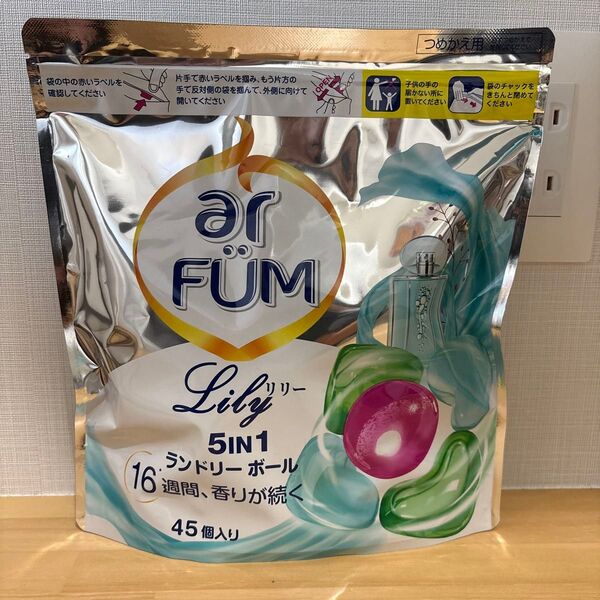 つめかえ用
袋の中の赤いラベルを
確認してください
片手で赤いラベルを掴み、もう片方の
手で反対側の袋を掴んで、外側に向けて
開いてください
OPEN
子供の手の
届かない所に
置いてください
袋のチャックを
きちんと閉めて
ください
ar
FÜM
Lily リリー
5IN1
ランドリー ボール
16週間、香りが続く
45個入り